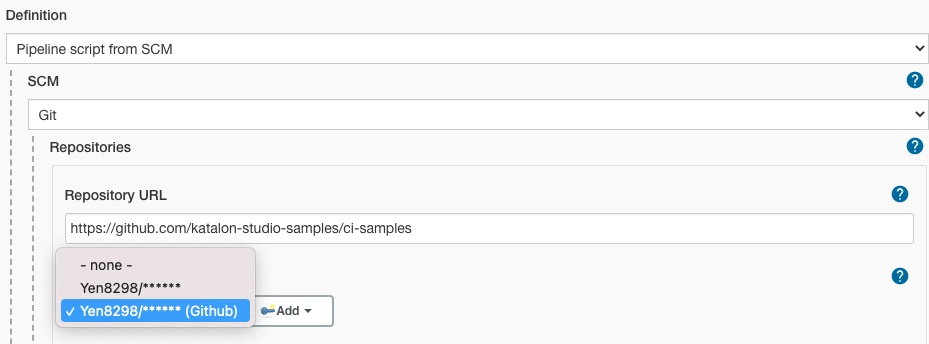 Definition
Pipeline script from SCM
SCM
Git
Repositories
Repository URL
https://github.com/katalon-studio-samples/ci-samples
- none -
Yen8298/******
✓ Yen8298/****** (Github)
Add